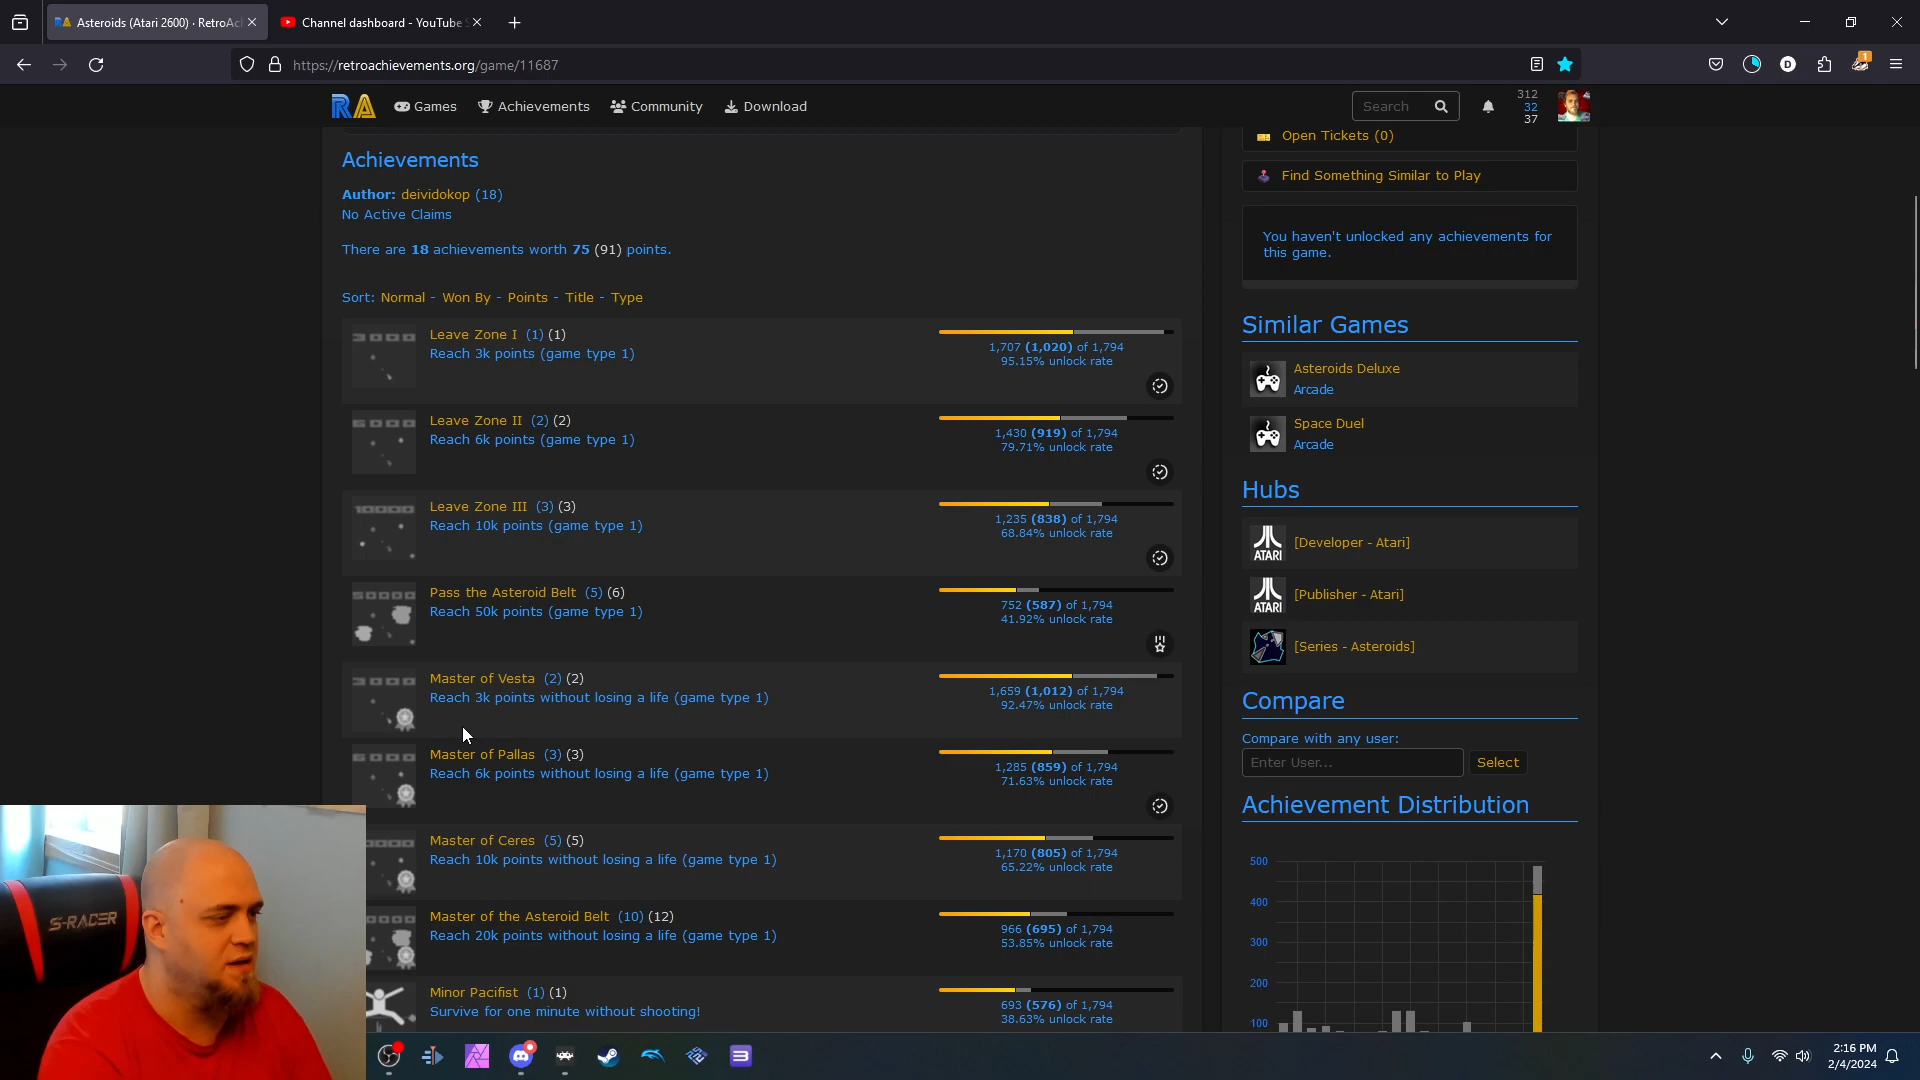 Asteroids (Atari 2600) · RetroAc
Channel dashboard - YouTube S
https://retroachievements.org/game/11687
D
1
RA
Games
Achievements
Community
Download
Search
312
32
37
Achievements
Author: deividokop (18)
No Active Claims
There are 18 achievements worth 75 (91) points.
Sort: Normal - Won By - Points - Title - Type
Leave Zone I (1) (1)
Reach 3k points (game type 1)
1,707 (1,020) of 1,794
95.15% unlock rate
Leave Zone II (2) (2)
Reach 6k points (game type 1)
1,430 (919) of 1,794
79.71% unlock rate
Leave Zone III (3) (3)
Reach 10k points (game type 1)
1,235 (838) of 1,794
68.84% unlock rate
Pass the Asteroid Belt (5) (6)
Reach 50k points (game type 1)
752 (587) of 1,794
41.92% unlock rate
Master of Vesta (2) (2)
Reach 3k points without losing a life (game type 1)
1,659 (1,012) of 1,794
92.47% unlock rate
Master of Pallas (3) (3)
Reach 6k points without losing a life (game type 1)
1,285 (859) of 1,794
71.63% unlock rate
Master of Ceres (5) (5)
Reach 10k points without losing a life (game type 1)
1,170 (805) of 1,794
65.22% unlock rate
Master of the Asteroid Belt (10) (12)
Reach 20k points without losing a life (game type 1)
966 (695) of 1,794
53.85% unlock rate
Minor Pacifist (1) (1)
Survive for one minute without shooting!
693 (576) of 1,794
38.63% unlock rate
Open Tickets (0)
Find Something Similar to Play
You haven't unlocked any achievements for
this game.
Similar Games
Asteroids Deluxe
Arcade
Space Duel
Arcade
Hubs
ATARI
[Developer - Atari]
ATARI
[Publisher - Atari]
[Series - Asteroids]
Compare
Compare with any user:
Enter User...
Select
Achievement Distribution
500
400
300
200
100
S-RACER
2:16 PM
2/4/2024